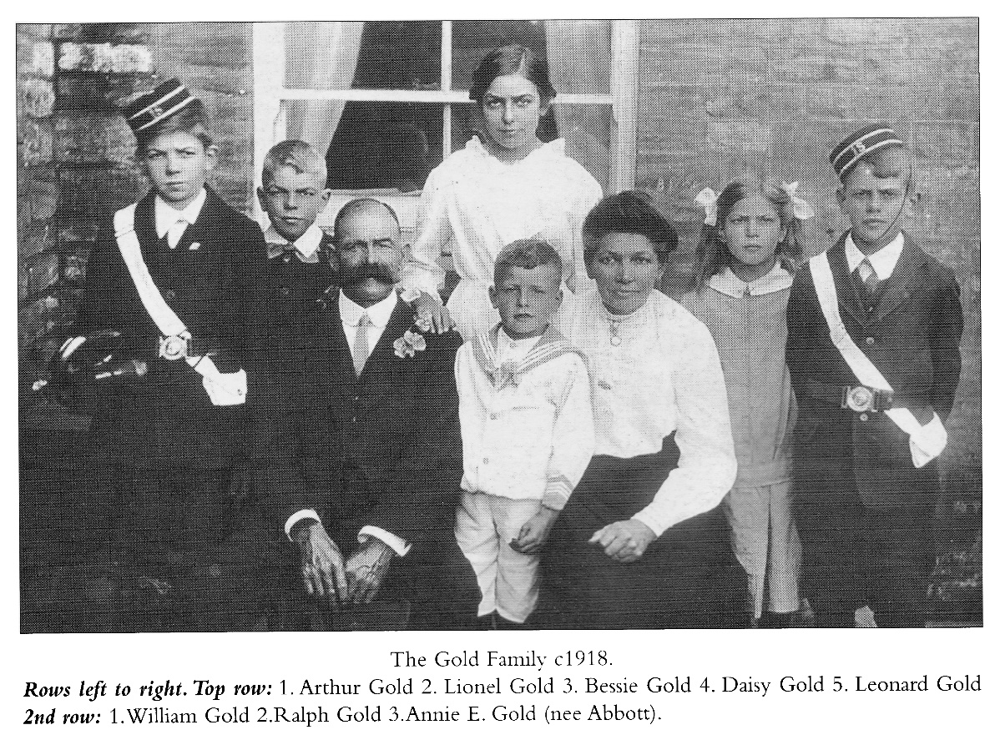 15
15
The Gold Family c1918.
Rows left to right. Top row: 1. Arthur Gold 2. Lionel Gold 3. Bessie Gold 4. Daisy Gold 5. Leonard Gold
2nd row: 1.William Gold 2.Ralph Gold 3.Annie E. Gold (nee Abbott).